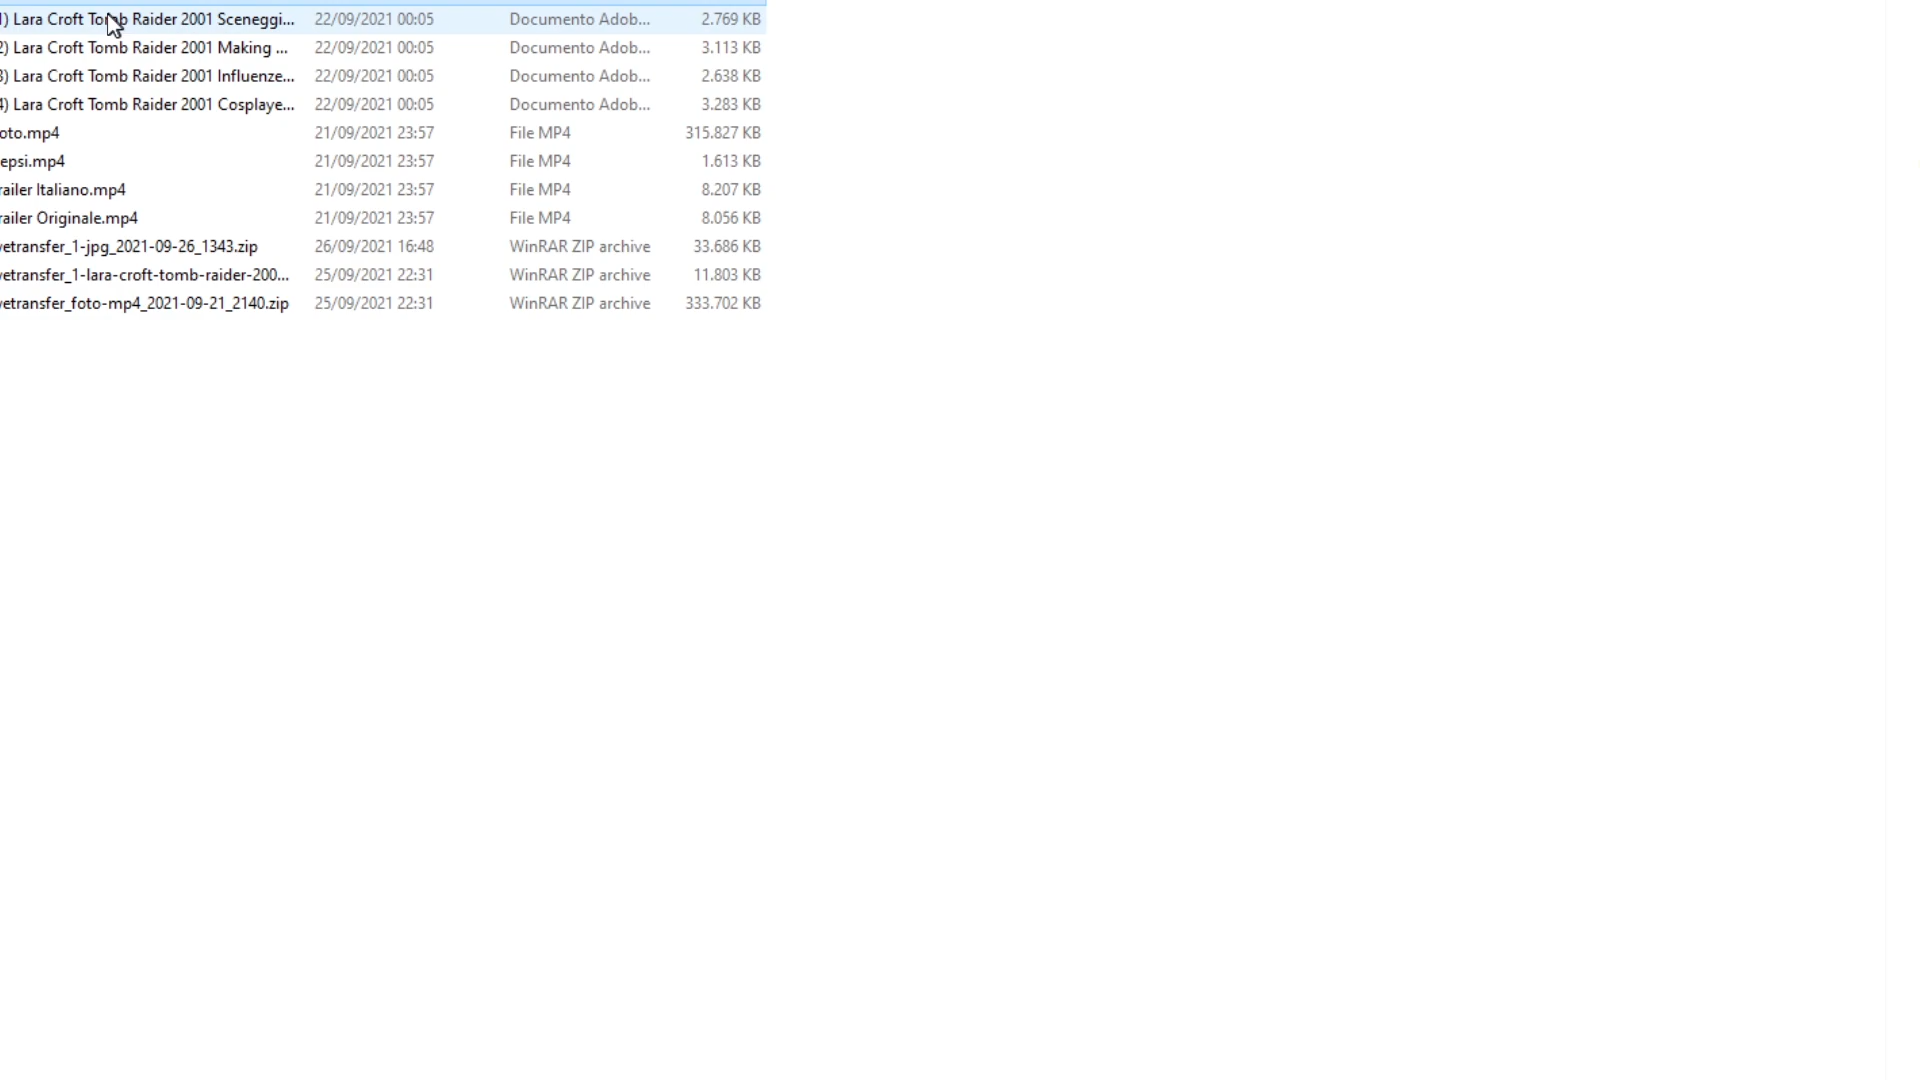 1) Lara Croft Tomb Raider 2001 Sceneggi... 22/09/2021 00:05 Documento Adob... 2.769 KB
2) Lara Croft Tomb Raider 2001 Making ... 22/09/2021 00:05 Documento Adob... 3.113 KB
3) Lara Croft Tomb Raider 2001 Influenze... 22/09/2021 00:05 Documento Adob... 2.638 KB
4) Lara Croft Tomb Raider 2001 Cosplaye... 22/09/2021 00:05 Documento Adob... 3.283 KB
oto.mp4 21/09/2021 23:57 File MP4 315.827 KB
epsi.mp4 21/09/2021 23:57 File MP4 1.613 KB
railer Italiano.mp4 21/09/2021 23:57 File MP4 8.207 KB
railer Originale.mp4 21/09/2021 23:57 File MP4 8.056 KB
wetransfer_1-jpg_2021-09-26_1343.zip 26/09/2021 16:48 WinRAR ZIP archive 33.686 KB
wetransfer_1-lara-croft-tomb-raider-200... 25/09/2021 22:31 WinRAR ZIP archive 11.803 KB
wetransfer_foto-mp4_2021-09-21_2140.zip 25/09/2021 22:31 WinRAR ZIP archive 333.702 KB